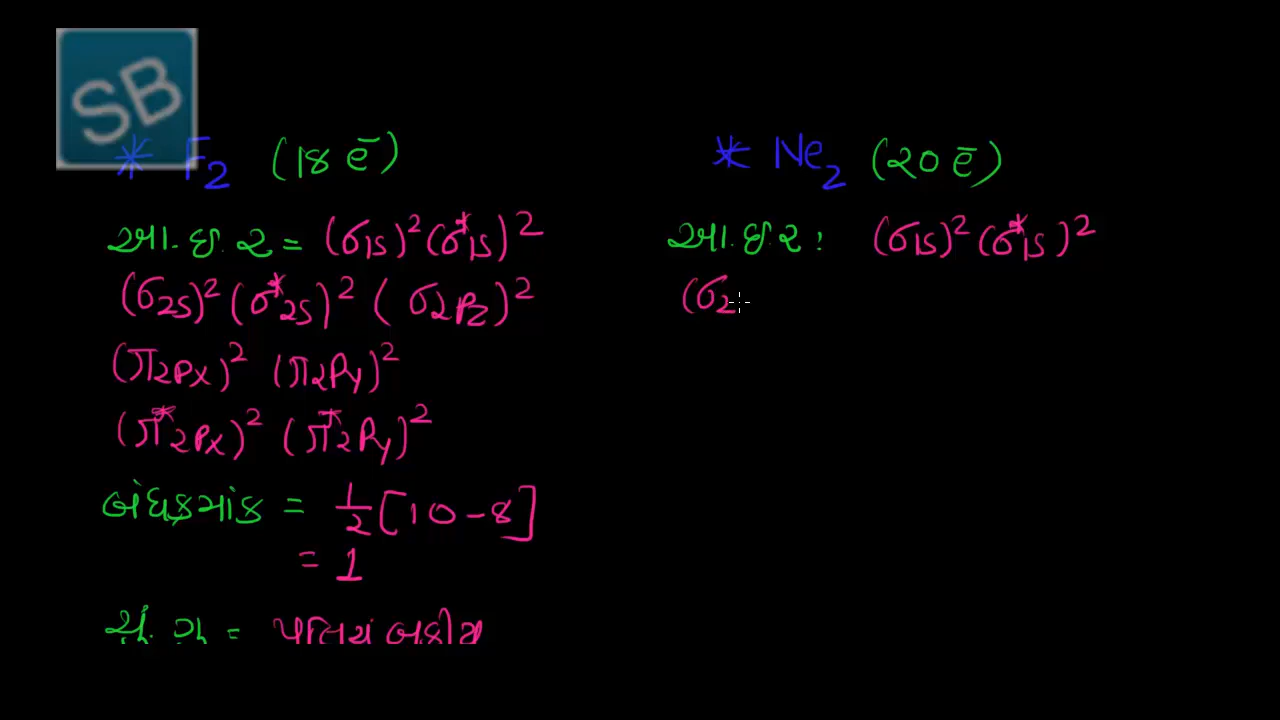 SB
* F₂ (18 e⁻)
આ.ઇ.ર = (σ1s)² (σ*1s)²
(σ2s)² (σ*2s)² (σ2pz)²
(π2px)² (π2py)²
(π*2px)² (π*2py)²
બંધક્રમાંક = 1/2 [10 - 8]
= 1
ચું. ગુ. = પ્રતિચુંબકીય
* Ne₂ (20 e⁻)
આ.ઇ.ર : (σ1s)² (σ*1s)²
(σ2